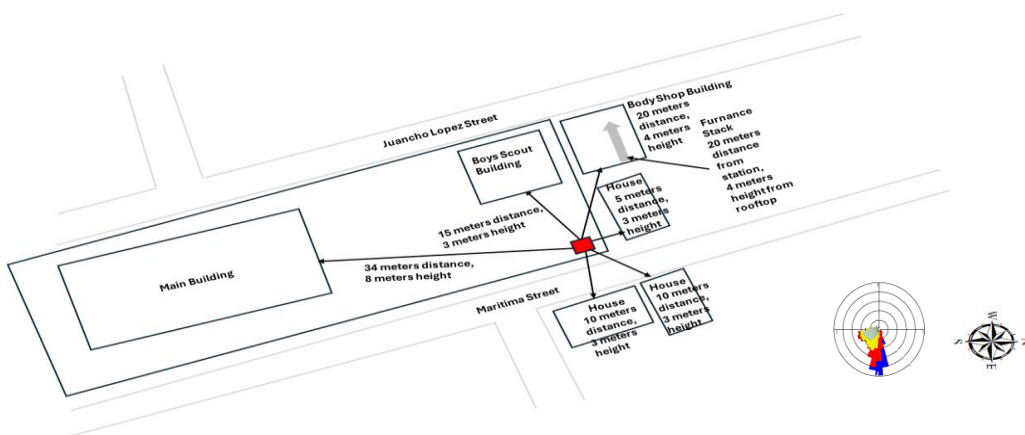 Juancho Lopez Street
Boys Scout
Building
Body Shop Building
20 meters
distance,
4 meters
height
Furnance
Stack
20 meters
distance
from
station,
4 meters
height from
rooftop
House
5 meters
distance,
3 meters
height
15 meters distance,
3 meters height
34 meters distance,
8 meters height
Main Building
Maritima Street
House
10 meters
distance,
3 meters
height
House
10 meters
distance,
3 meters
height
W
S
N
E